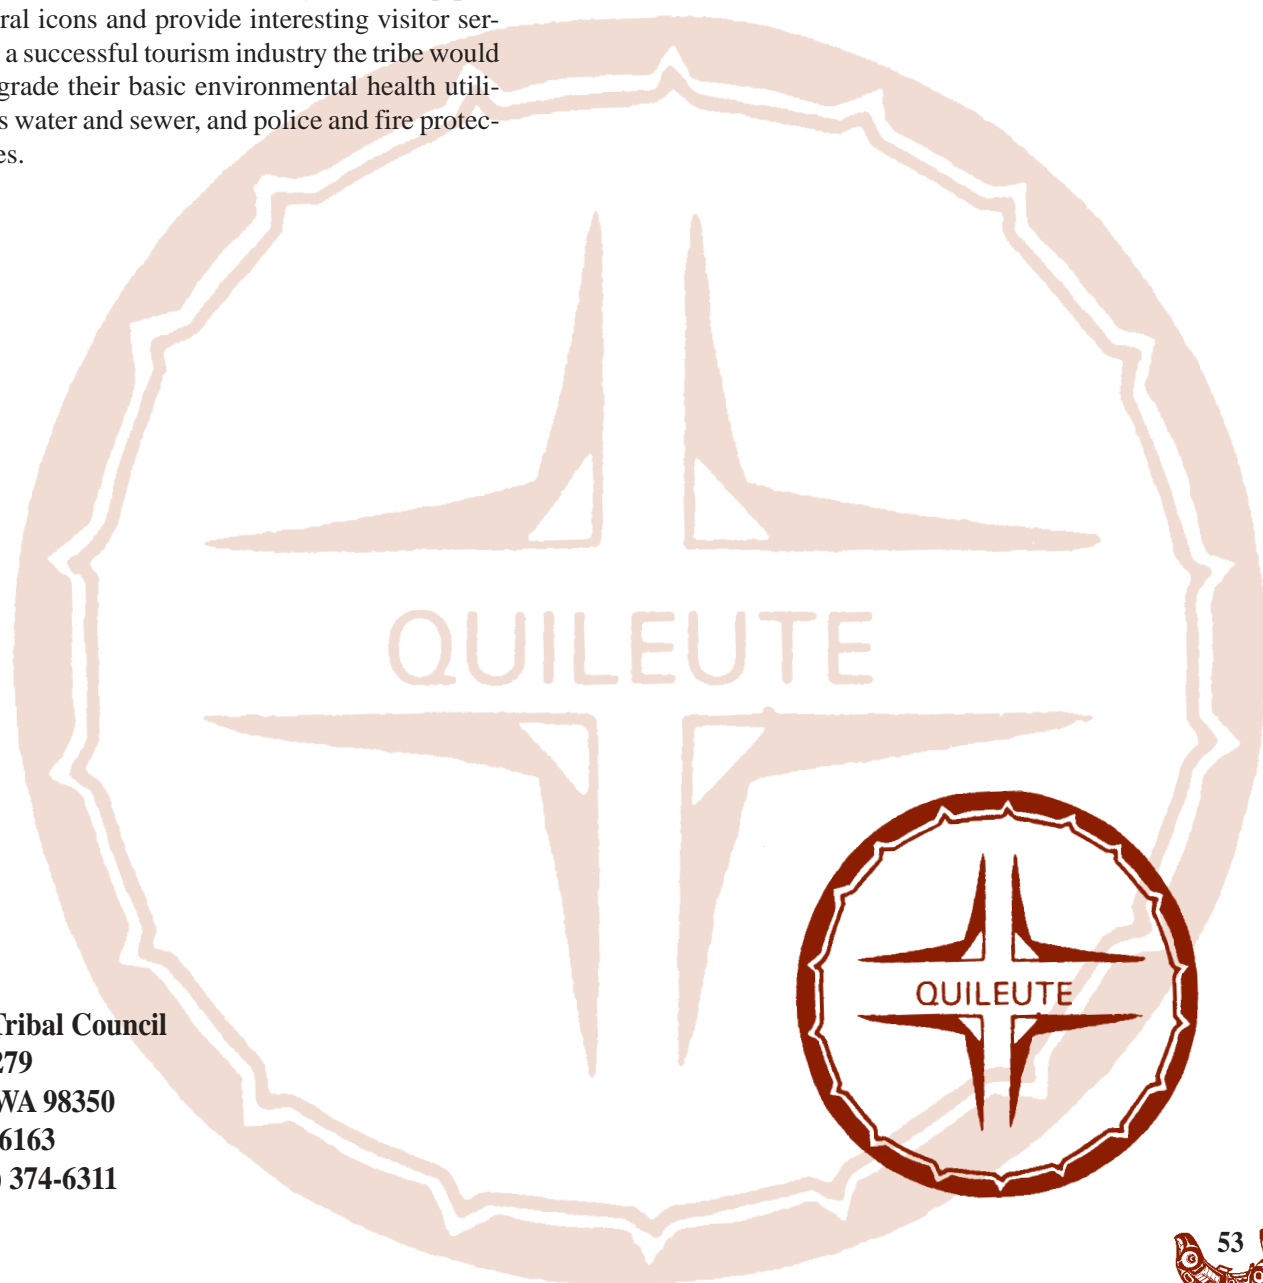 ral icons and provide interesting visitor ser-
a successful tourism industry the tribe would
grade their basic environmental health utili-
s water and sewer, and police and fire protec-
es.
QUILEUTE
Tribal Council
279
WA 98350
6163
) 374-6311
QUILEUTE
53